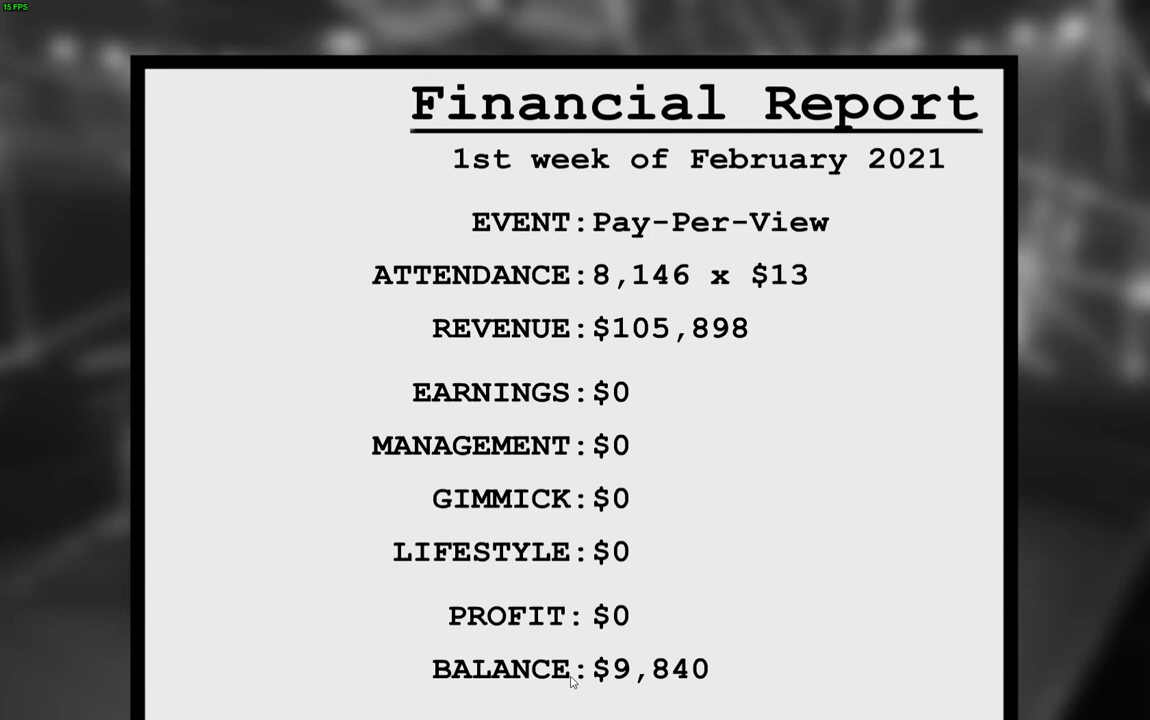 15 FPS
Financial Report
1st week of February 2021
EVENT:Pay-Per-View
ATTENDANCE:8,146 x $13
REVENUE:$105,898
EARNINGS:$0
MANAGEMENT:$0
GIMMICK:$0
LIFESTYLE:$0
PROFIT:$0
BALANCE:$9,840